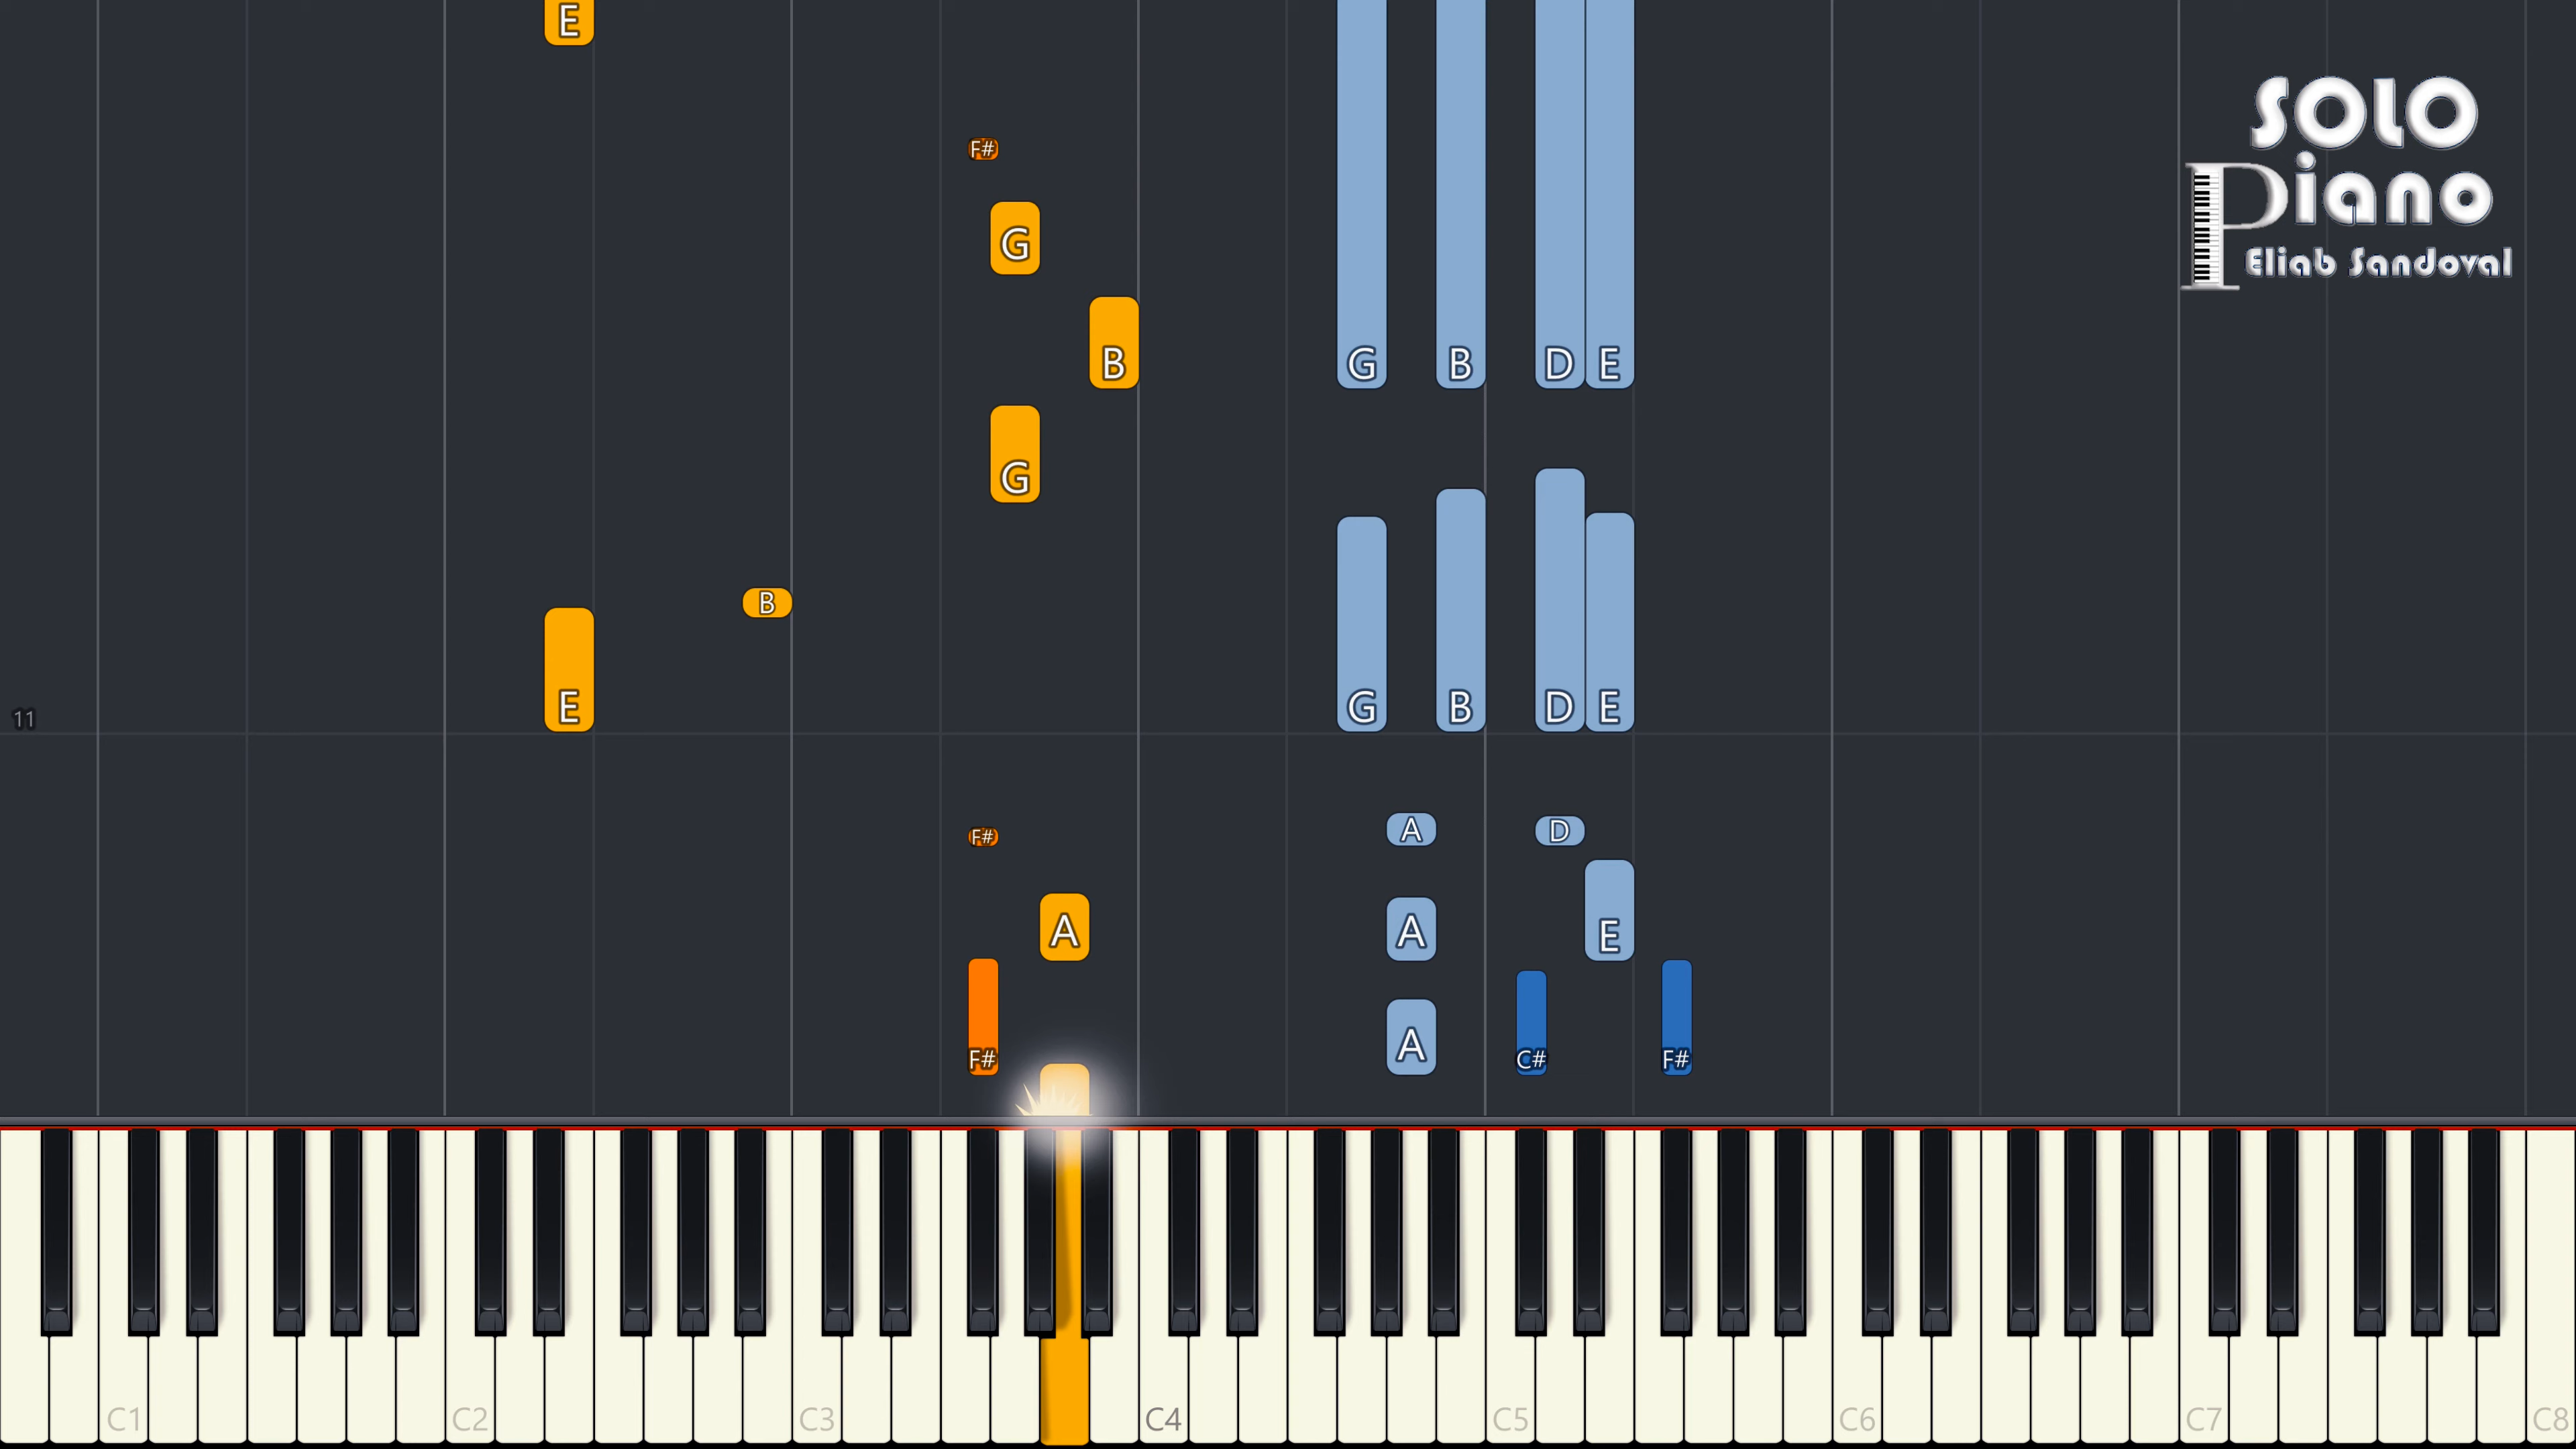 E
SOLO
Piano
Eliab Sandoval
F#
G
B
G B D E
G
B
E G B D E
11
F# A D
A A E
F# A C# F#
C1 C2 C3 C4 C5 C6 C7 C8